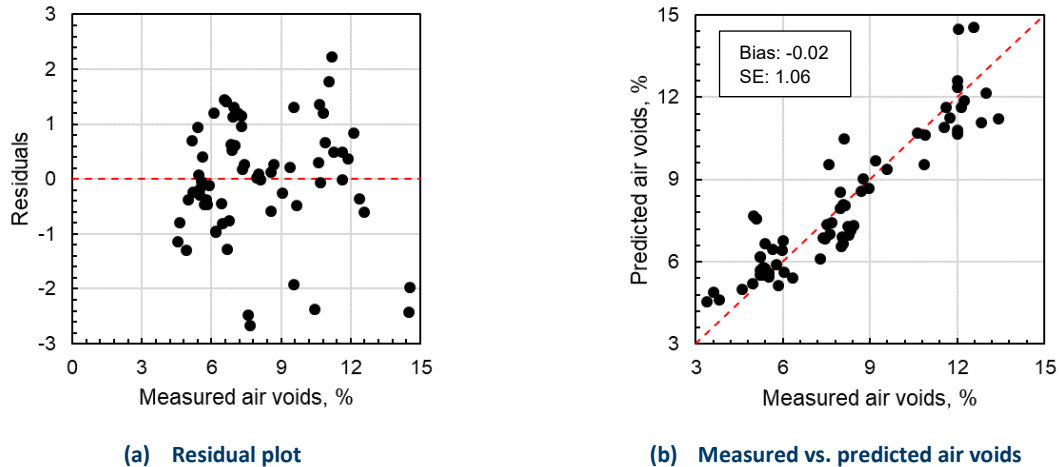 3
2
1
0
-1
-2
-3
Residuals
0 3 6 9 12 15
Measured air voids, %
(a) Residual plot
15
12
9
6
3
Predicted air voids, %
Bias: -0.02
SE: 1.06
3 6 9 12 15
Measured air voids, %
(b) Measured vs. predicted air voids